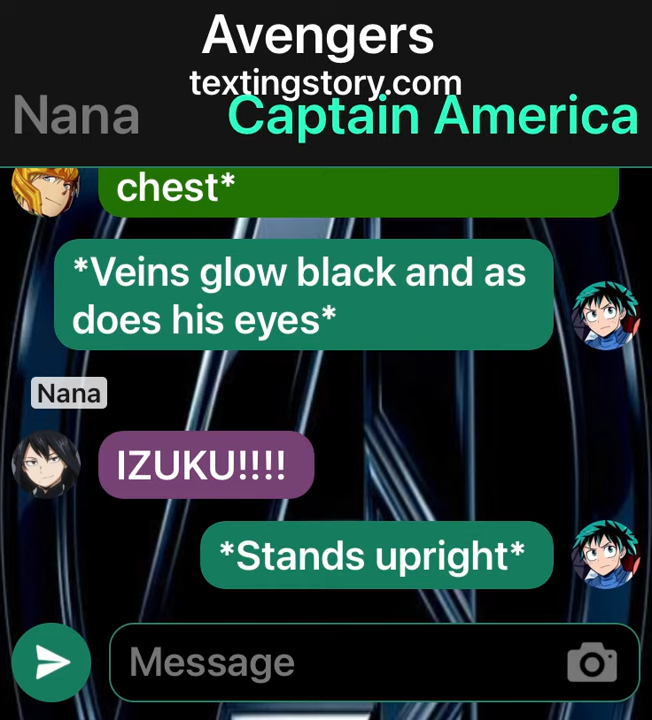 Avengers
textingstory.com
Nana Captain America
chest*
*Veins glow black and as
does his eyes*
Nana
IZUKU!!!!
*Stands upright*
Message